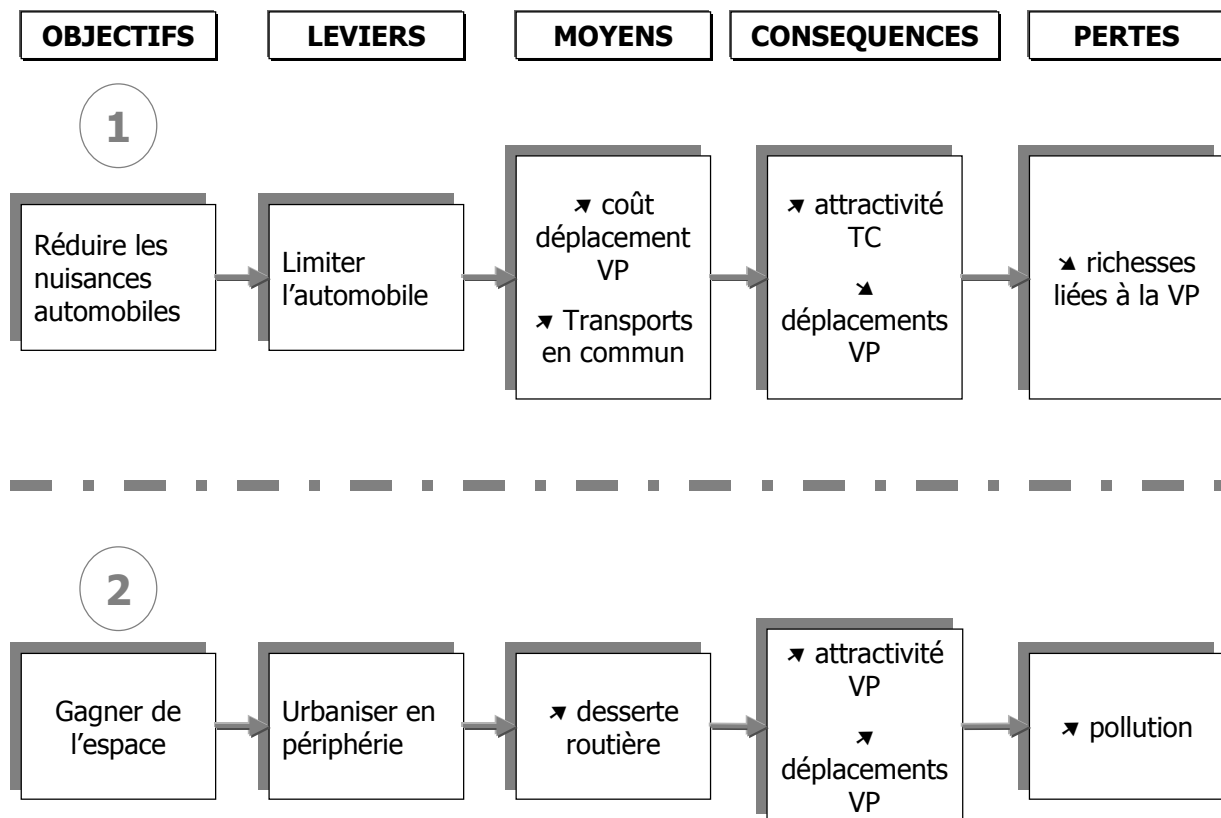 OBJECTIFS
LEVIERS
MOYENS
CONSEQUENCES
PERTES
1
Réduire les
nuisances
automobiles
Limiter
l’automobile
➚ coût
déplacement
VP
➚ Transports
en commun
➚ attractivité
TC
➘
déplacements
VP
➘ richesses
liées à la VP
2
Gagner de
l’espace
Urbaniser en
périphérie
➚ desserte
routière
➚ attractivité
VP
➚
déplacements
VP
➚ pollution